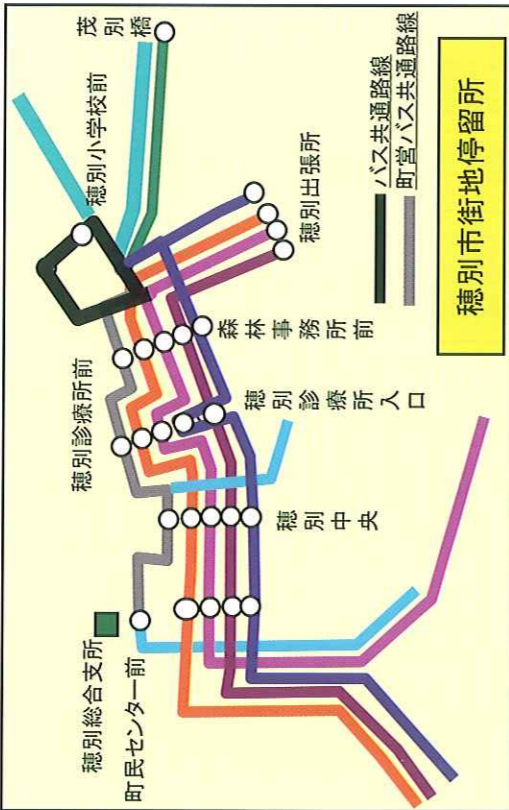 穂別市街地停留所
バス共通路線
町営バス共通路線
茂別橋
穂別小学校前
穂別出張所
森林事務所前
穂別診療所前
穂別診療所入口
穂別中央
穂別総合支所
町民センター前